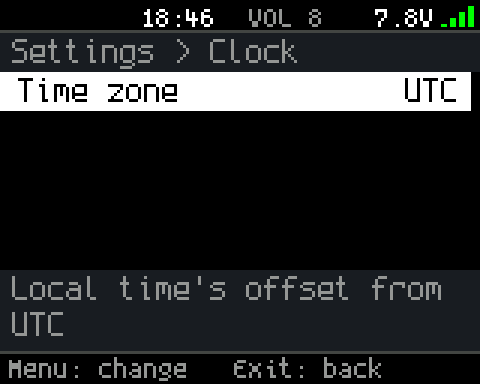 18:46 VOL 8 7.8V
Settings > Clock
Time zone UTC
Local time's offset from
UTC
Menu: change Exit: back